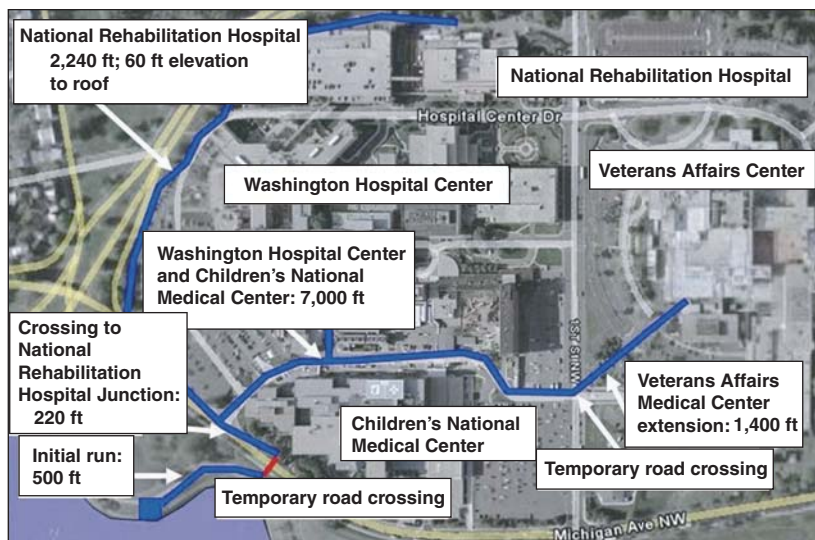 National Rehabilitation Hospital
2,240 ft; 60 ft elevation
to roof
National Rehabilitation Hospital
Hospital Center Dr
Veterans Affairs Center
Washington Hospital Center
Washington Hospital Center
and Children's National
Medical Center: 7,000 ft
1ST St NW
Crossing to
National
Rehabilitation
Hospital Junction:
220 ft
Veterans Affairs
Medical Center
extension: 1,400 ft
Children's National
Medical Center
Initial run:
500 ft
Temporary road crossing
Temporary road crossing
Michigan Ave NW